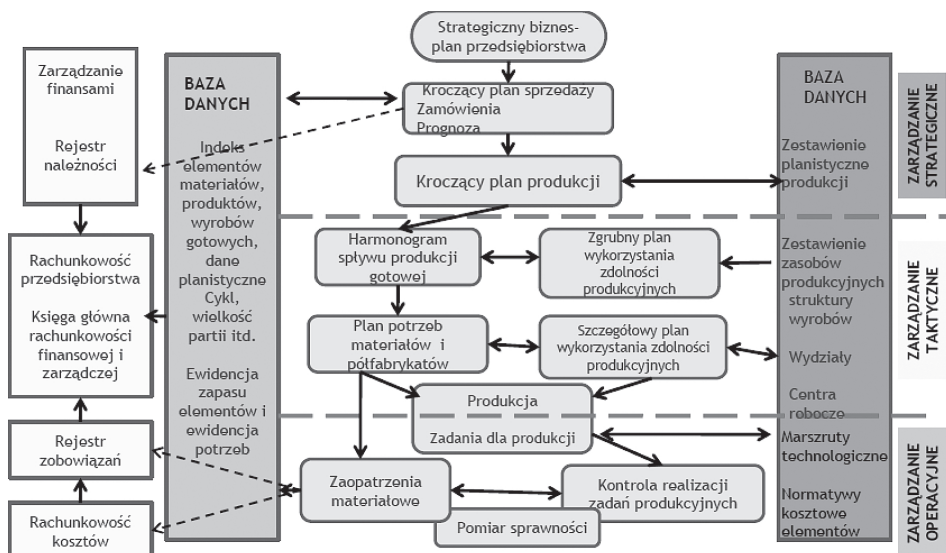 Strategiczny biznes-
plan przedsiębiorstwa
Zarządzanie
finansami
Rejestr
należności
Rachunkowość
przedsiębiorstwa
Księga główna
rachunkowości
finansowej i
zarządczej
Rejestr
zobowiązań
Rachunkowość
kosztów
BAZA
DANYCH
Indeks
elementów
materiałów,
produktów,
wyrobów
gotowych,
dane
planistyczne
Cykl,
wielkość
partii itd.
Ewidencja
zapasu
elementów i
ewidencja
potrzeb
Kroczący plan sprzedazy
Zamówienia
Prognoza
Kroczący plan produkcji
Harmonogram
spływu produkcji
gotowej
Zgrubny plan
wykorzystania
zdolności
produkcyjnych
Plan potrzeb
materiałów i
półfabrykatów
Szczegółowy plan
wykorzystania zdolności
produkcyjnych
Produkcja
Zadania dla produkcji
Zaopatrzenia
materiałowe
Kontrola realizacji
zadań produkcyjnych
Pomiar sprawności
BAZA
DANYCH
Zestawienie
planistyczne
produkcji
Zestawienie
zasobów
produkcyjnych
struktury
wyrobów
Wydziały
Centra
robocze
Marszruty
technologiczne
Normatywy
kosztowe
elementów
ZARZĄDZANIE
STRATEGICZNE
ZARZĄDZANIE
TAKTYCZNE
ZARZĄDZANIE
OPERACYJNE